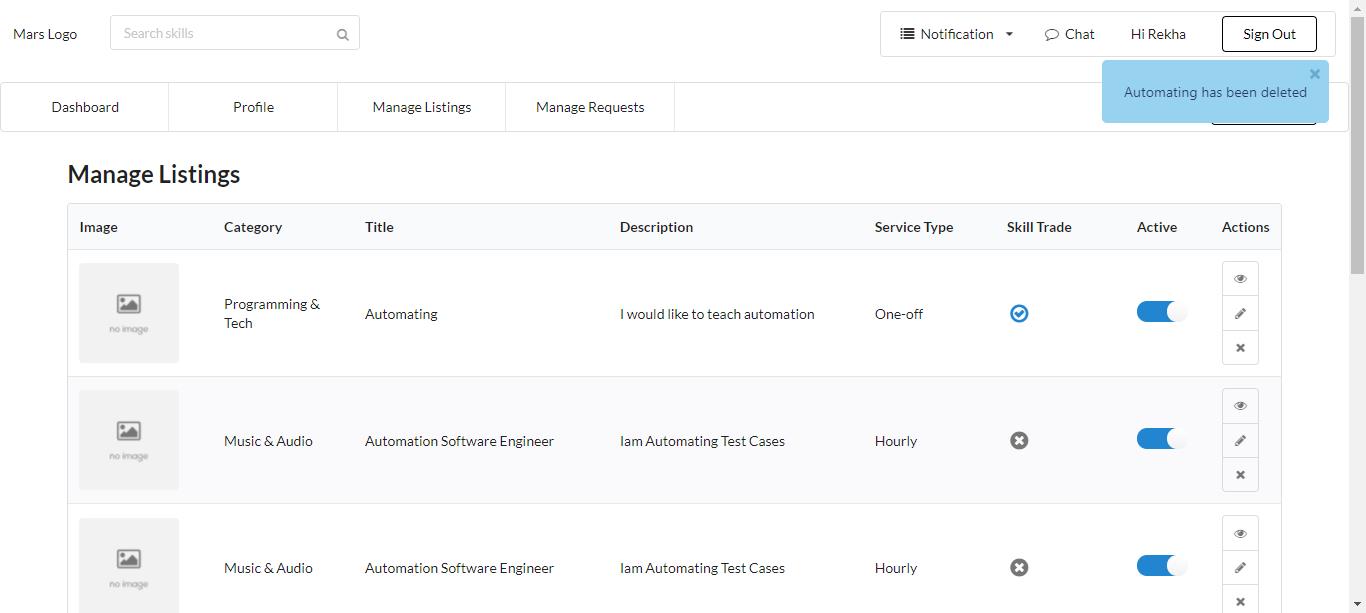 Mars Logo
Search skills
Notification
Chat
Hi Rekha
Sign Out
Automating has been deleted
Dashboard
Profile
Manage Listings
Manage Requests
Manage Listings
Image
Category
Title
Description
Service Type
Skill Trade
Active
Actions
no image
Programming &
Tech
Automating
I would like to teach automation
One-off
no image
Music & Audio
Automation Software Engineer
Iam Automating Test Cases
Hourly
no image
Music & Audio
Automation Software Engineer
Iam Automating Test Cases
Hourly